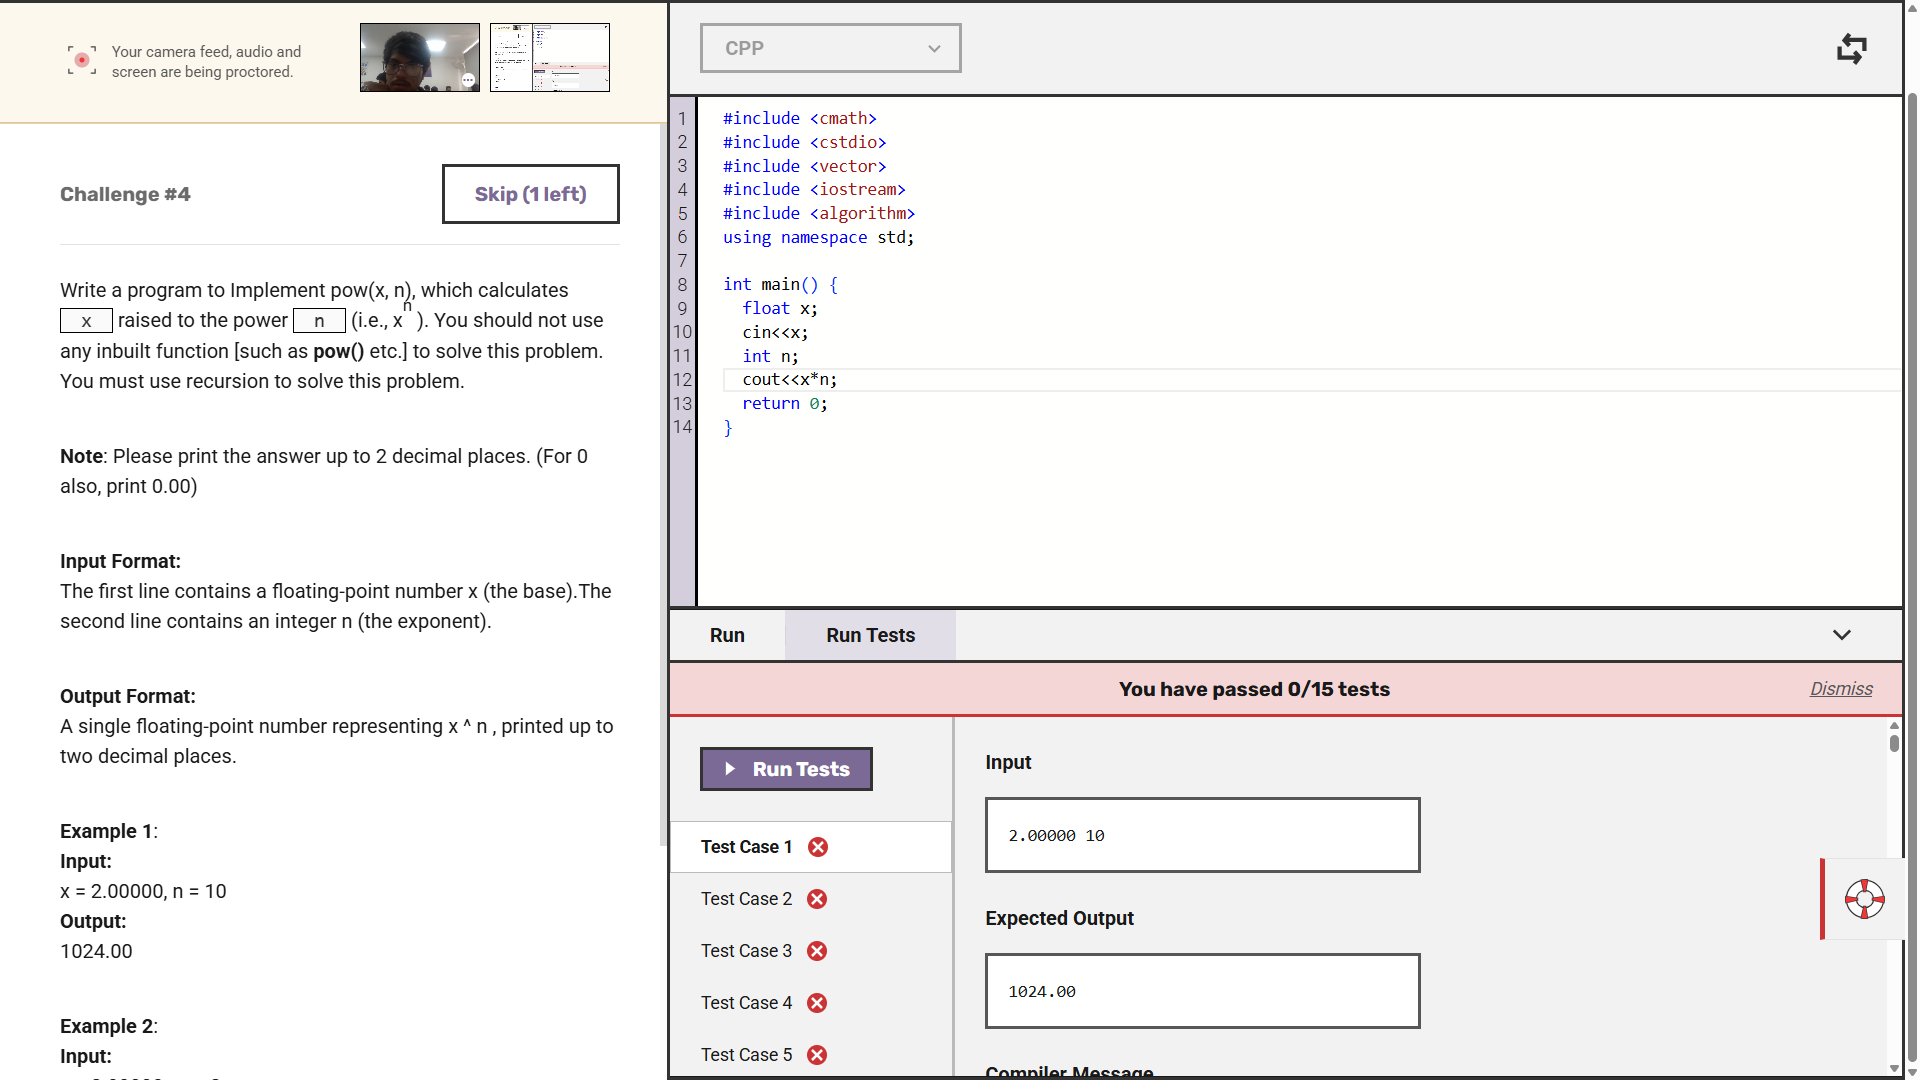 Your camera feed, audio and
screen are being proctored.
Challenge #4
Skip (1 left)
Write a program to Implement pow(x, n), which calculates
x raised to the power n (i.e., xⁿ ). You should not use
any inbuilt function [such as pow() etc.] to solve this problem.
You must use recursion to solve this problem.
Note: Please print the answer up to 2 decimal places. (For 0
also, print 0.00)
Input Format:
The first line contains a floating-point number x (the base).The
second line contains an integer n (the exponent).
Output Format:
A single floating-point number representing x ^ n , printed up to
two decimal places.
Example 1:
Input:
x = 2.00000, n = 10
Output:
1024.00
Example 2:
Input:
CPP
1 #include <cmath>
2 #include <cstdio>
3 #include <vector>
4 #include <iostream>
5 #include <algorithm>
6 using namespace std;
7
8 int main() {
9 float x;
10 cin<<x;
11 int n;
12 cout<<x*n;
13 return 0;
14 }
Run
Run Tests
You have passed 0/15 tests
Dismiss
Run Tests
Test Case 1
Test Case 2
Test Case 3
Test Case 4
Test Case 5
Input
2.00000 10
Expected Output
1024.00
Compiler Message